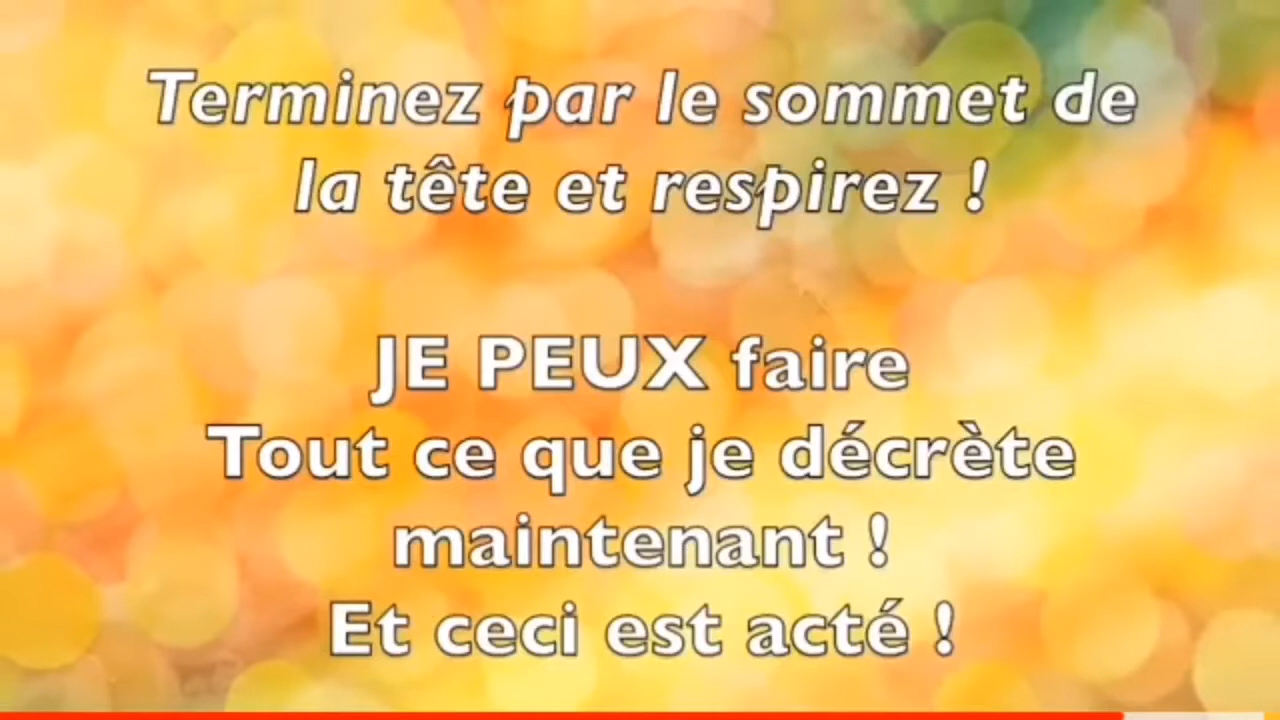 Terminez par le sommet de
la tête et respirez !
JE PEUX faire
Tout ce que je décrète
maintenant !
Et ceci est acté !